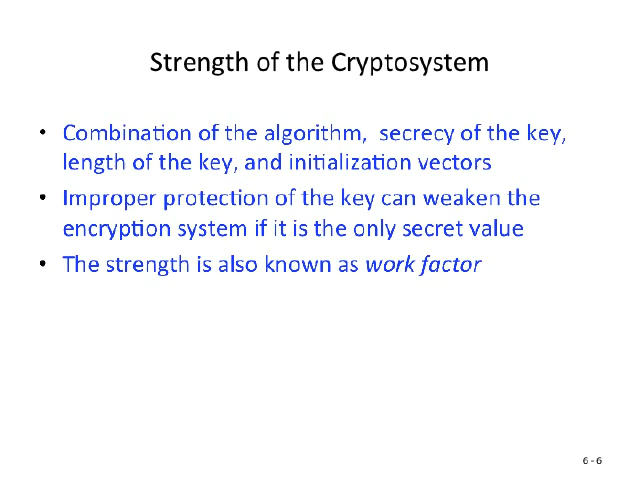 Strength of the Cryptosystem
• Combination of the algorithm,  secrecy of the key,
length of the key, and initialization vectors
• Improper protection of the key can weaken the
encryption system if it is the only secret value
• The strength is also known as work factor
6 - 6